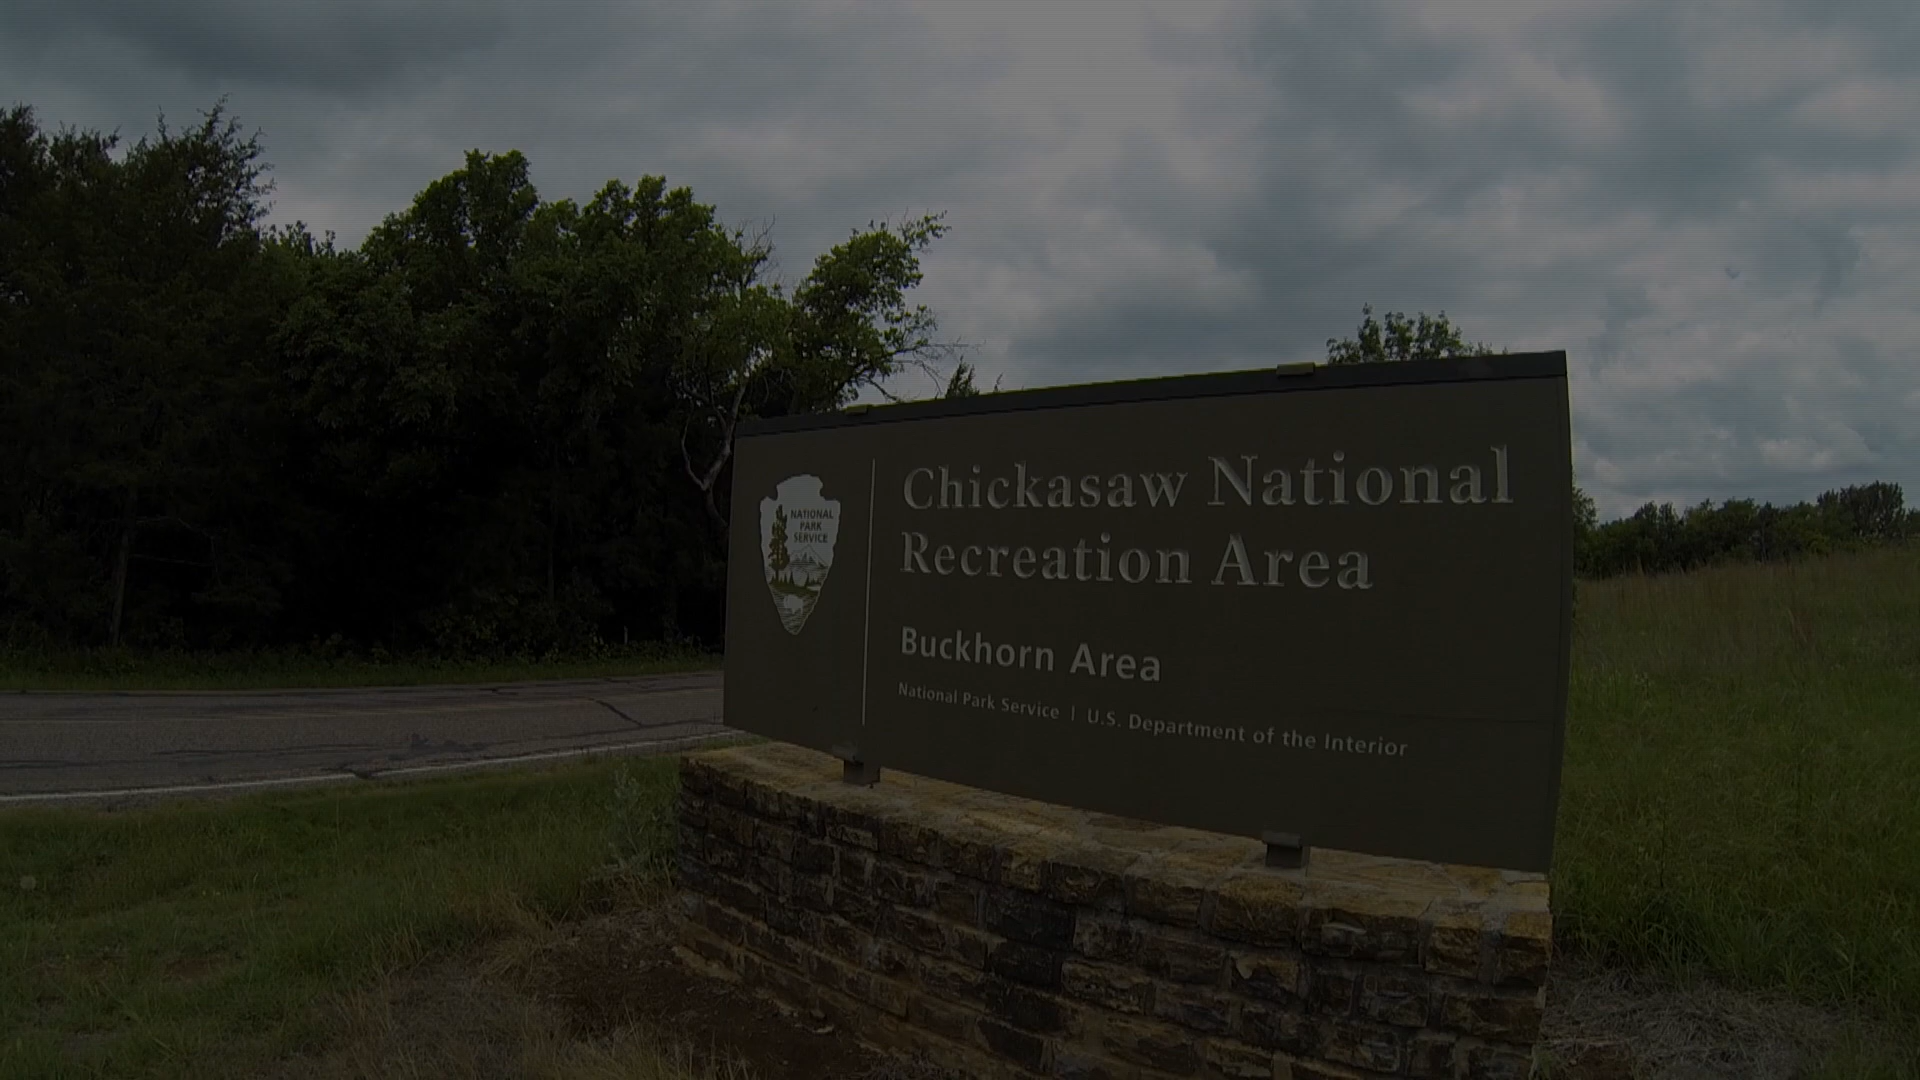 NATIONAL
PARK
SERVICE
Chickasaw National
Recreation Area
Buckhorn Area
National Park Service | U.S. Department of the Interior